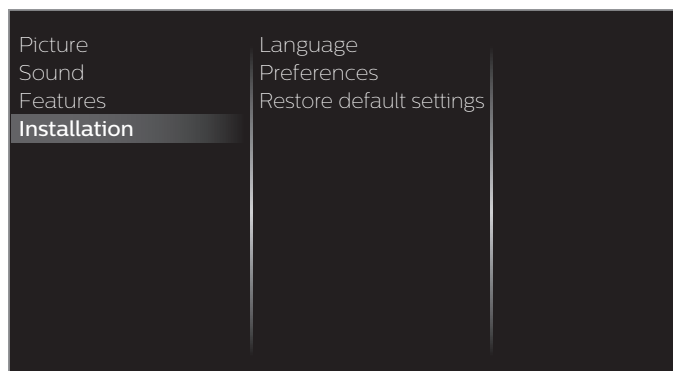 Picture
Sound
Features
Installation
Language
Preferences
Restore default settings